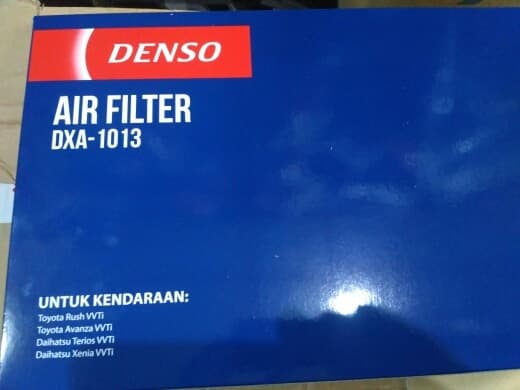 DENSO
AIR FILTER
DXA-1013
UNTUK KENDARAAN:
Toyota Rush VVTi
Toyota Avanza VVTi
Daihatsu Terios VVTi
Daihatsu Xenia VVTi